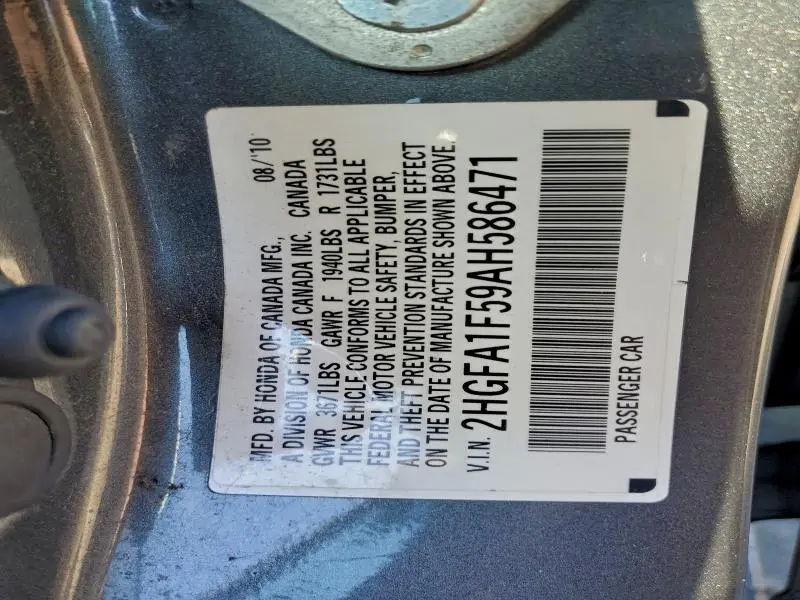 MFD. BY HONDA OF CANADA MFG., 08/'10
A DIVISION OF HONDA CANADA INC. CANADA
GVWR 3671LBS GAWR F 1940LBS R 1731LBS
THIS VEHICLE CONFORMS TO ALL APPLICABLE
FEDERAL MOTOR VEHICLE SAFETY, BUMPER,
AND THEFT PREVENTION STANDARDS IN EFFECT
ON THE DATE OF MANUFACTURE SHOWN ABOVE.
V.I.N. 2HGFA1F59AH586471
PASSENGER CAR